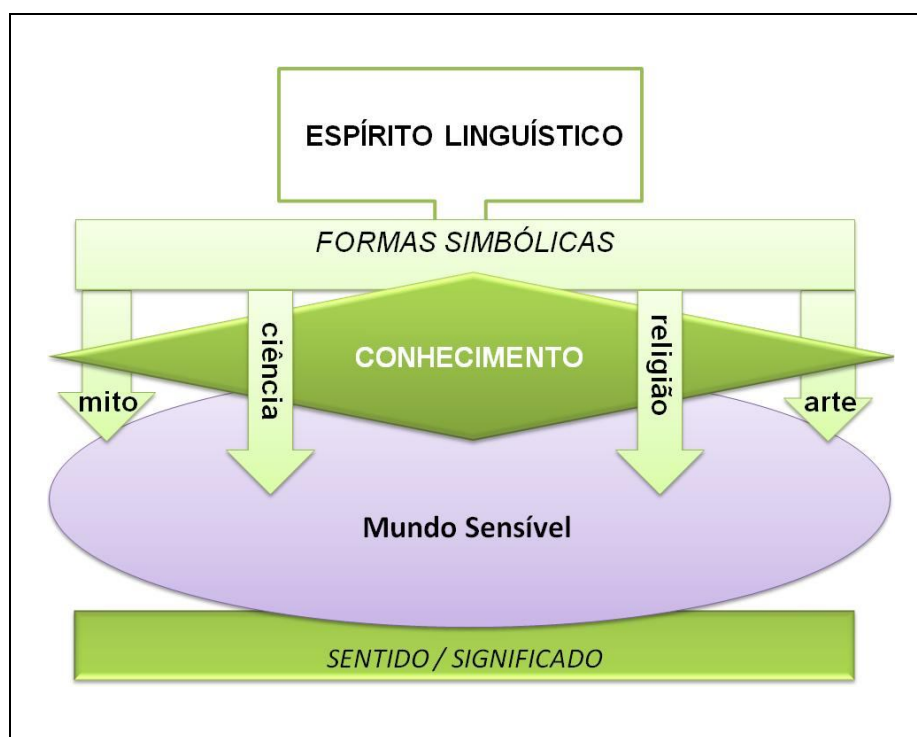 ESPÍRITO LINGUÍSTICO
FORMAS SIMBÓLICAS
mito
ciência
CONHECIMENTO
religião
arte
Mundo Sensível
SENTIDO / SIGNIFICADO